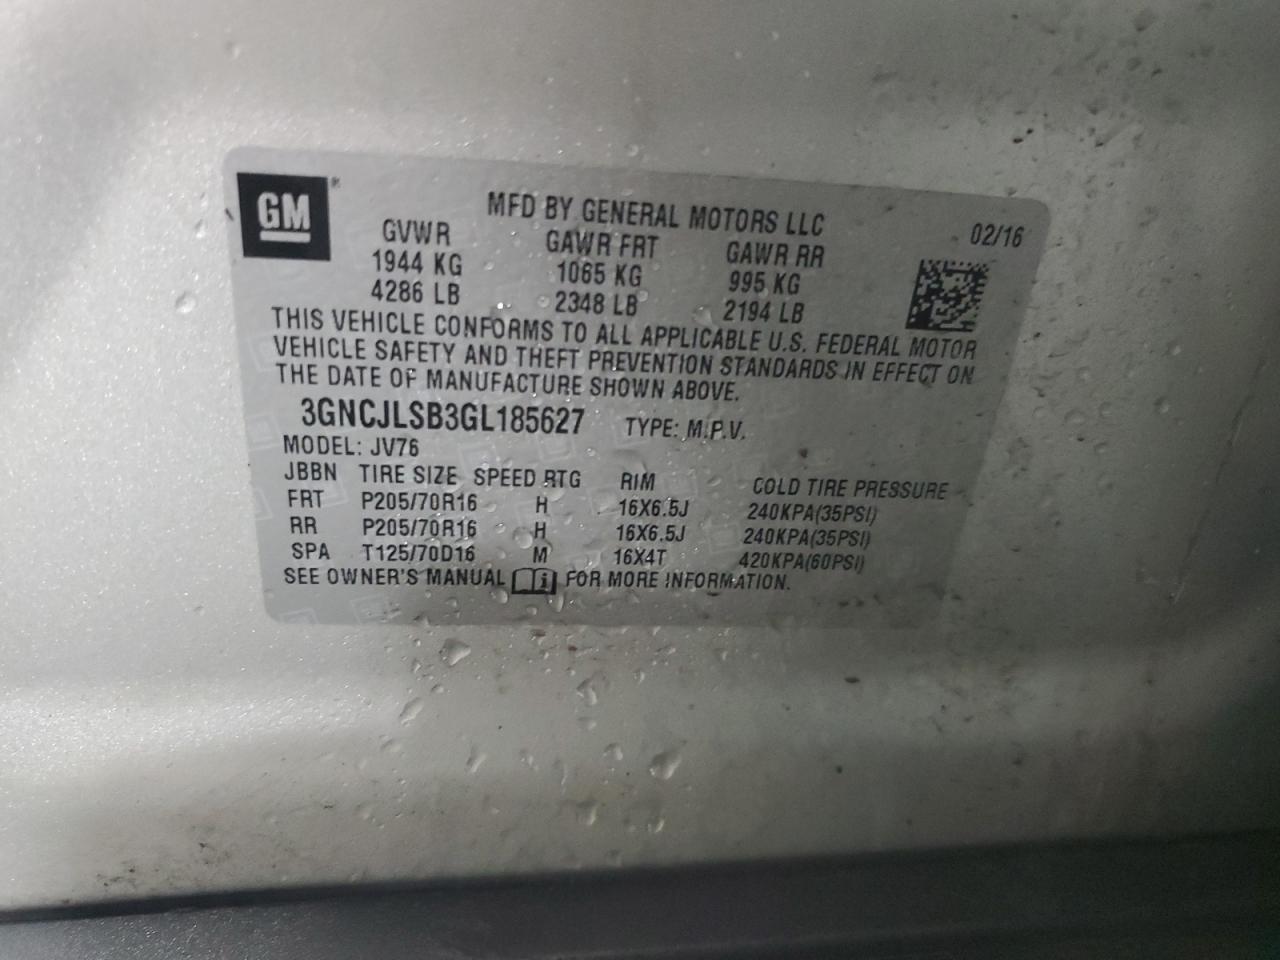 GM®
MFD BY GENERAL MOTORS LLC
02/16
GVWR GAWR FRT GAWR RR
1944 KG 1065 KG 995 KG
4286 LB 2348 LB 2194 LB
THIS VEHICLE CONFORMS TO ALL APPLICABLE U.S. FEDERAL MOTOR
VEHICLE SAFETY AND THEFT PREVENTION STANDARDS IN EFFECT ON
THE DATE OF MANUFACTURE SHOWN ABOVE.
3GNCJLSB3GL185627 TYPE: M.P.V.
MODEL: JV76
JBBN TIRE SIZE SPEED RTG RIM COLD TIRE PRESSURE
FRT P205/70R16 H 16X6.5J 240KPA(35PSI)
RR P205/70R16 H 16X6.5J 240KPA(35PSI)
SPA T125/70D16 M 16X4T 420KPA(60PSI)
SEE OWNER'S MANUAL i FOR MORE INFORMATION.